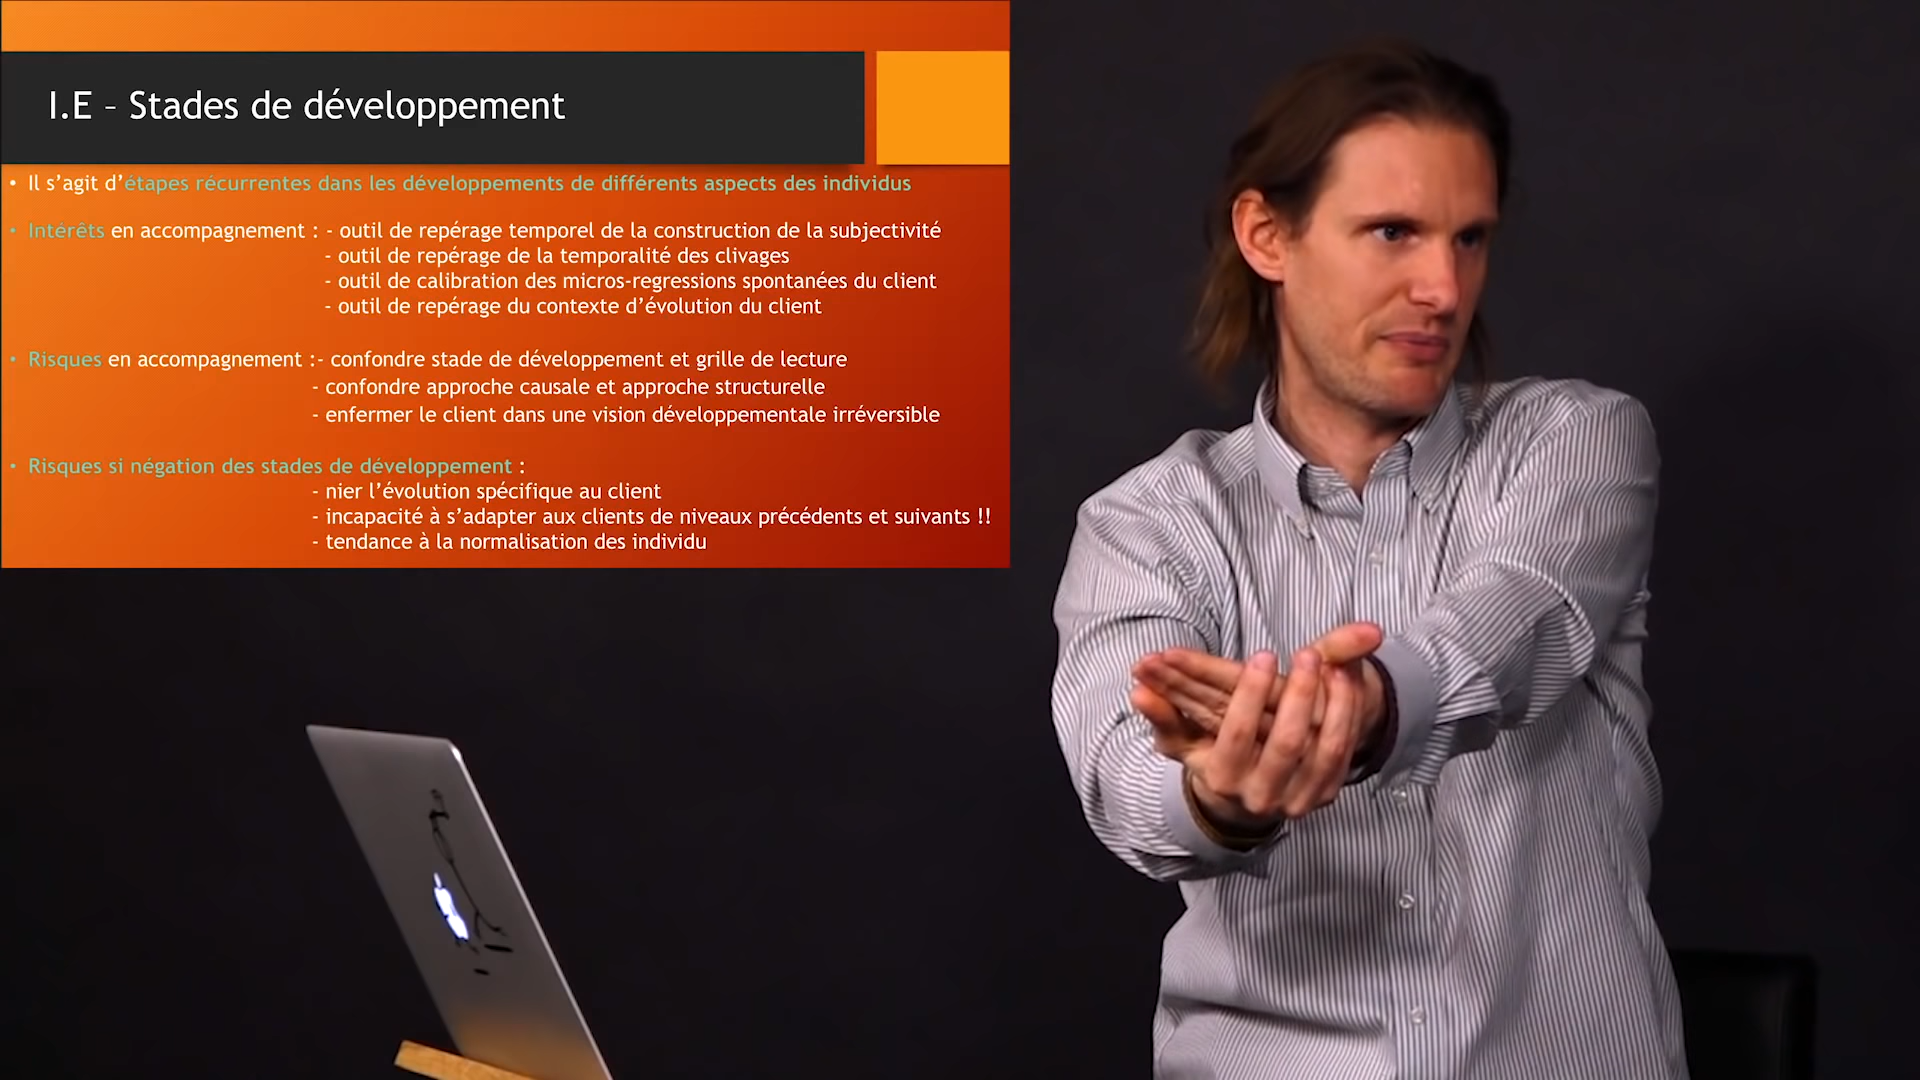 I.E – Stades de développement
• Il s’agit d’étapes récurrentes dans les développements de différents aspects des individus
• Intérêts en accompagnement : - outil de repérage temporel de la construction de la subjectivité
- outil de repérage de la temporalité des clivages
- outil de calibration des micros-regressions spontanées du client
- outil de repérage du contexte d’évolution du client
• Risques en accompagnement :- confondre stade de développement et grille de lecture
- confondre approche causale et approche structurelle
- enfermer le client dans une vision développementale irréversible
• Risques si négation des stades de développement :
- nier l’évolution spécifique au client
- incapacité à s’adapter aux clients de niveaux précédents et suivants !!
- tendance à la normalisation des individu